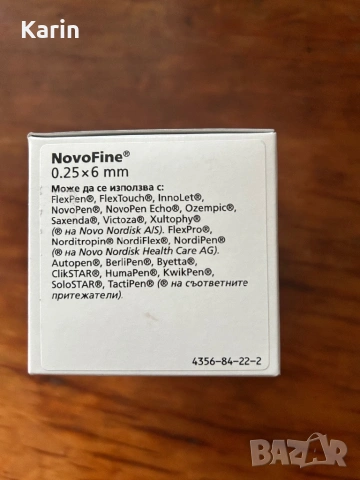 Karin
NovoFine®
0.25×6 mm
Може да се използва с:
FlexPen®, FlexTouch®, InnoLet®,
NovoPen®, NovoPen Echo®, Ozempic®,
Saxenda®, Victoza®, Xultophy®
(® на Novo Nordisk A/S). FlexPro®,
Norditropin® NordiFlex®, NordiPen®
(® на Novo Nordisk Health Care AG).
Autopen®, BerliPen®, Byetta®,
ClikSTAR®, HumaPen®, KwikPen®,
SoloSTAR®, TactiPen® (® на съответните
притежатели).
4356-84-22-2
BAZAR
bazar.bg